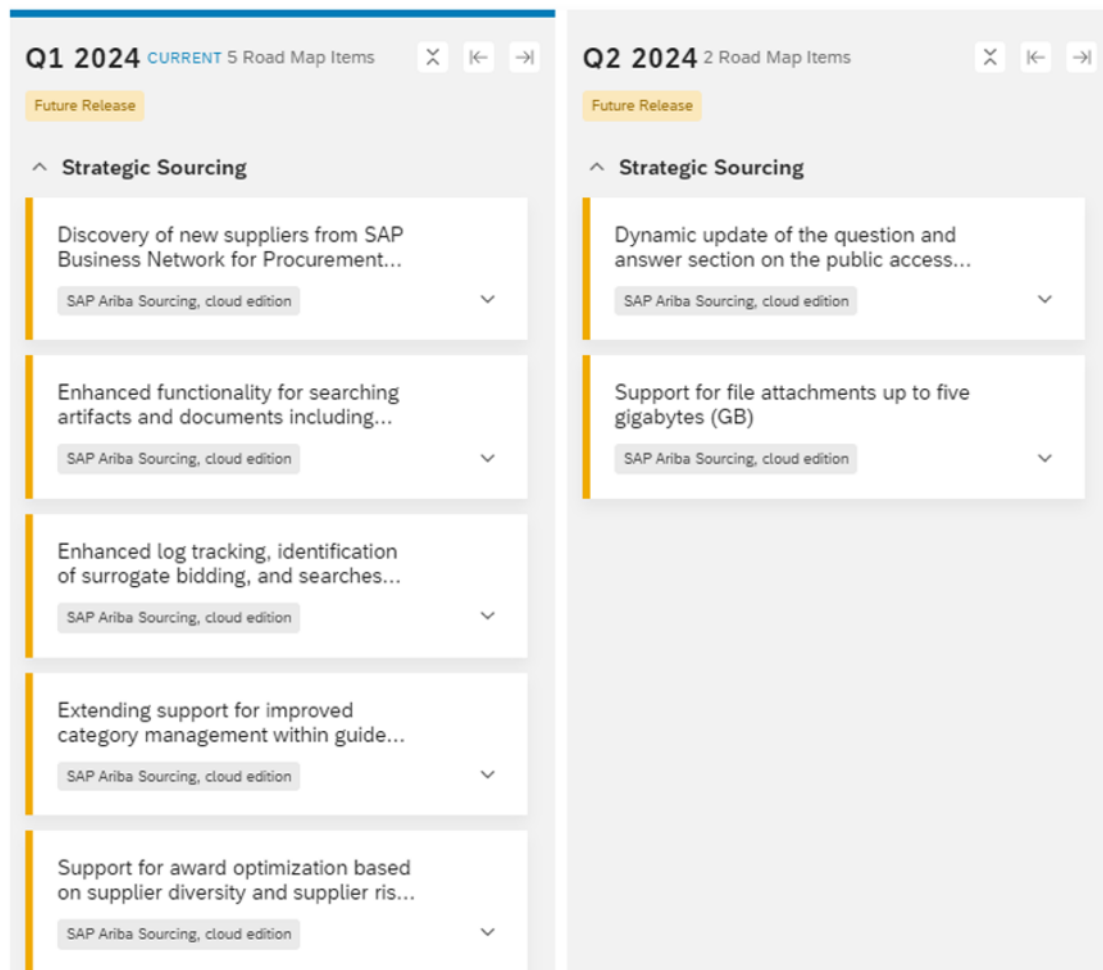 Q1 2024 CURRENT 5 Road Map Items
Future Release
Strategic Sourcing
Discovery of new suppliers from SAP
Business Network for Procurement...
SAP Ariba Sourcing, cloud edition
Enhanced functionality for searching
artifacts and documents including...
SAP Ariba Sourcing, cloud edition
Enhanced log tracking, identification
of surrogate bidding, and searches...
SAP Ariba Sourcing, cloud edition
Extending support for improved
category management within guide...
SAP Ariba Sourcing, cloud edition
Support for award optimization based
on supplier diversity and supplier ris...
SAP Ariba Sourcing, cloud edition
Q2 2024 2 Road Map Items
Future Release
Strategic Sourcing
Dynamic update of the question and
answer section on the public access...
SAP Ariba Sourcing, cloud edition
Support for file attachments up to five
gigabytes (GB)
SAP Ariba Sourcing, cloud edition